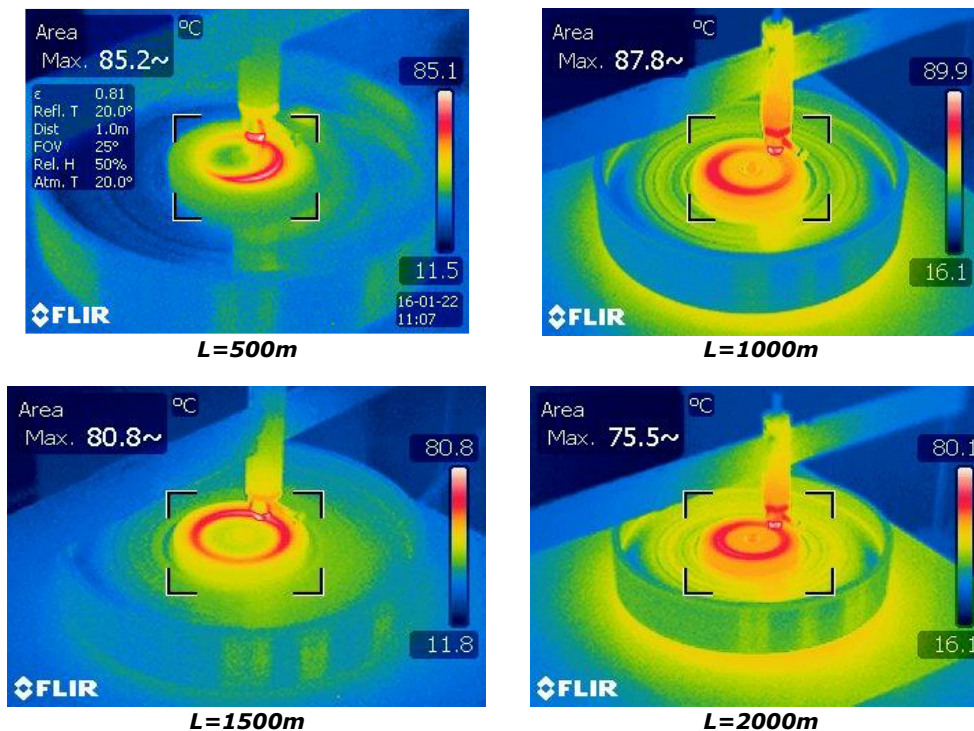 Area
°C
Max. 85.2~
85.1
ε 0.81
Refl. T 20.0°
Dist 1.0m
FOV 25°
Rel. H 50%
Atm. T 20.0°
11.5
16-01-22
11:07
FLIR
L=500m
Area
°C
Max. 87.8~
89.9
16.1
FLIR
L=1000m
Area
°C
Max. 80.8~
80.8
11.8
FLIR
L=1500m
Area
°C
Max. 75.5~
80.1
16.1
FLIR
L=2000m